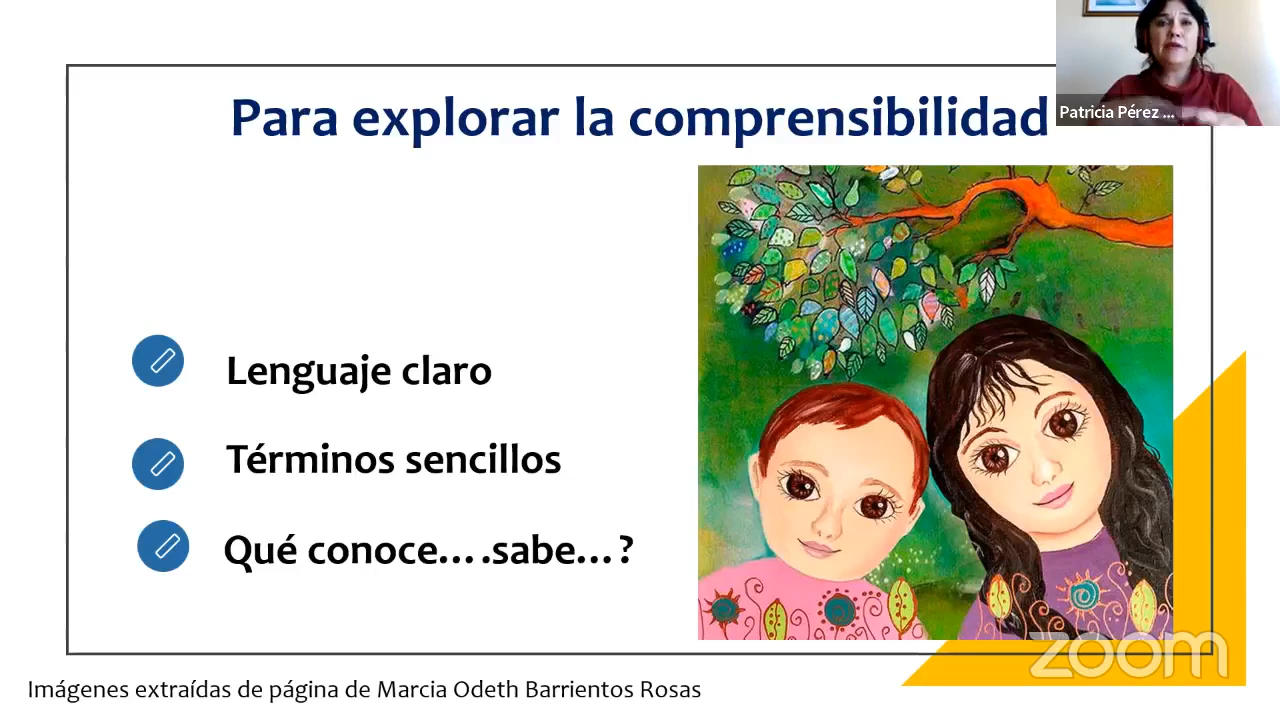 Para explorar la comprensibilidad
Patricia Pérez ...
Lenguaje claro
Términos sencillos
Qué conoce….sabe…?
zoom
Imágenes extraídas de página de Marcia Odeth Barrientos Rosas